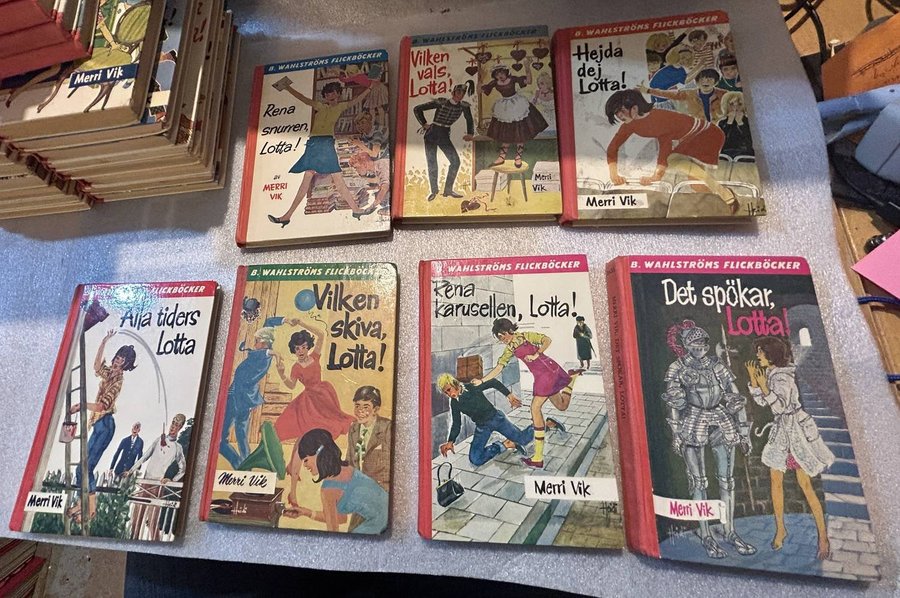 Merri Vik
B. WAHLSTRÖMS FLICKBÖCKER
Rena
snurren,
Lotta!
av
MERRI
VIK
B. WAHLSTRÖMS FLICKBÖCKER
Vilken
vals,
Lotta!
Merri
Vik
B. WAHLSTRÖMS FLICKBÖCKER
Hejda
dej
Lotta!
Merri Vik
FLICKBÖCKER
Alla tiders
Lotta
Merri Vik
B. WAHLSTRÖMS FLICKBÖCKER
Vilken
skiva,
Lotta!
Merri Vik
WAHLSTRÖMS FLICKBÖCKER
Rena
karusellen, Lotta!
Merri Vik
B. WAHLSTRÖMS FLICKBÖCKER
Det spökar,
Lotta!
Merri Vik